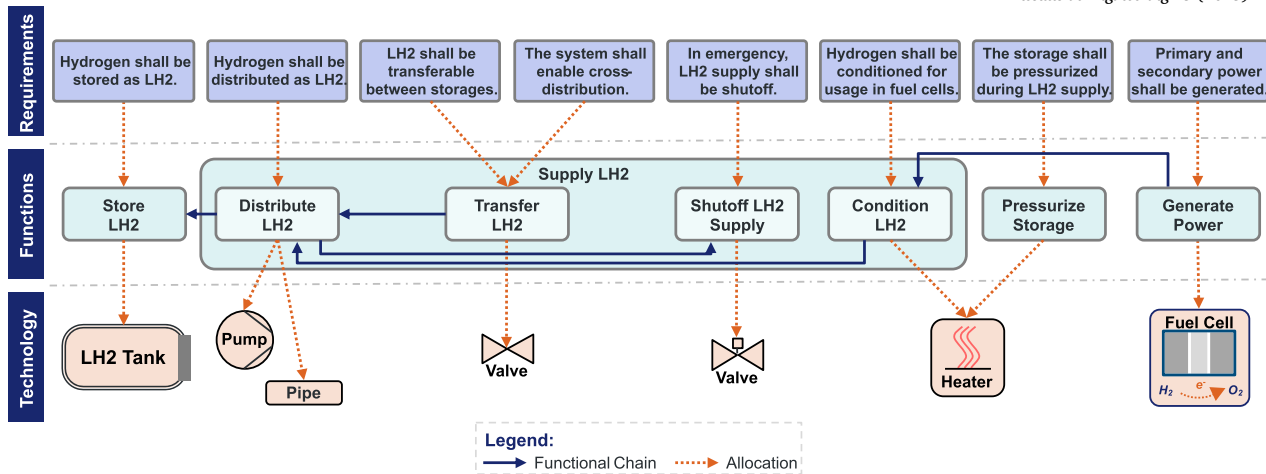 Requirements
Hydrogen shall be
stored as LH2.
Hydrogen shall be
distributed as LH2.
LH2 shall be
transferable
between storages.
The system shall
enable cross-
distribution.
In emergency,
LH2 supply shall
be shutoff.
Hydrogen shall be
conditioned for
usage in fuel cells.
The storage shall
be pressurized
during LH2 supply.
Primary and
secondary power
shall be generated.
Functions
Supply LH2
Store
LH2
Distribute
LH2
Transfer
LH2
Shutoff LH2
Supply
Condition
LH2
Pressurize
Storage
Generate
Power
Technology
LH2 Tank
Pump
Pipe
Valve
Valve
Heater
Fuel Cell
H2
e-
O2
Legend:
Functional Chain
Allocation